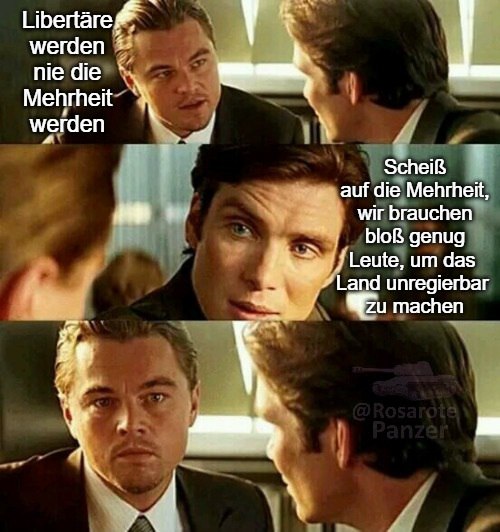 Libertäre
werden
nie die
Mehrheit
werden
Scheiß
auf die Mehrheit,
wir brauchen
bloß genug
Leute, um das
Land unregierbar
zu machen
@Rosarote
Panzer